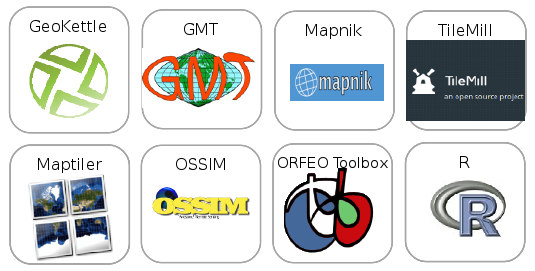 GeoKettle
GMT
Mapnik
TileMill
GMT
mapnik
TileMill
an open source project
Maptiler
OSSIM
ORFEO Toolbox
R
OSSIM
R